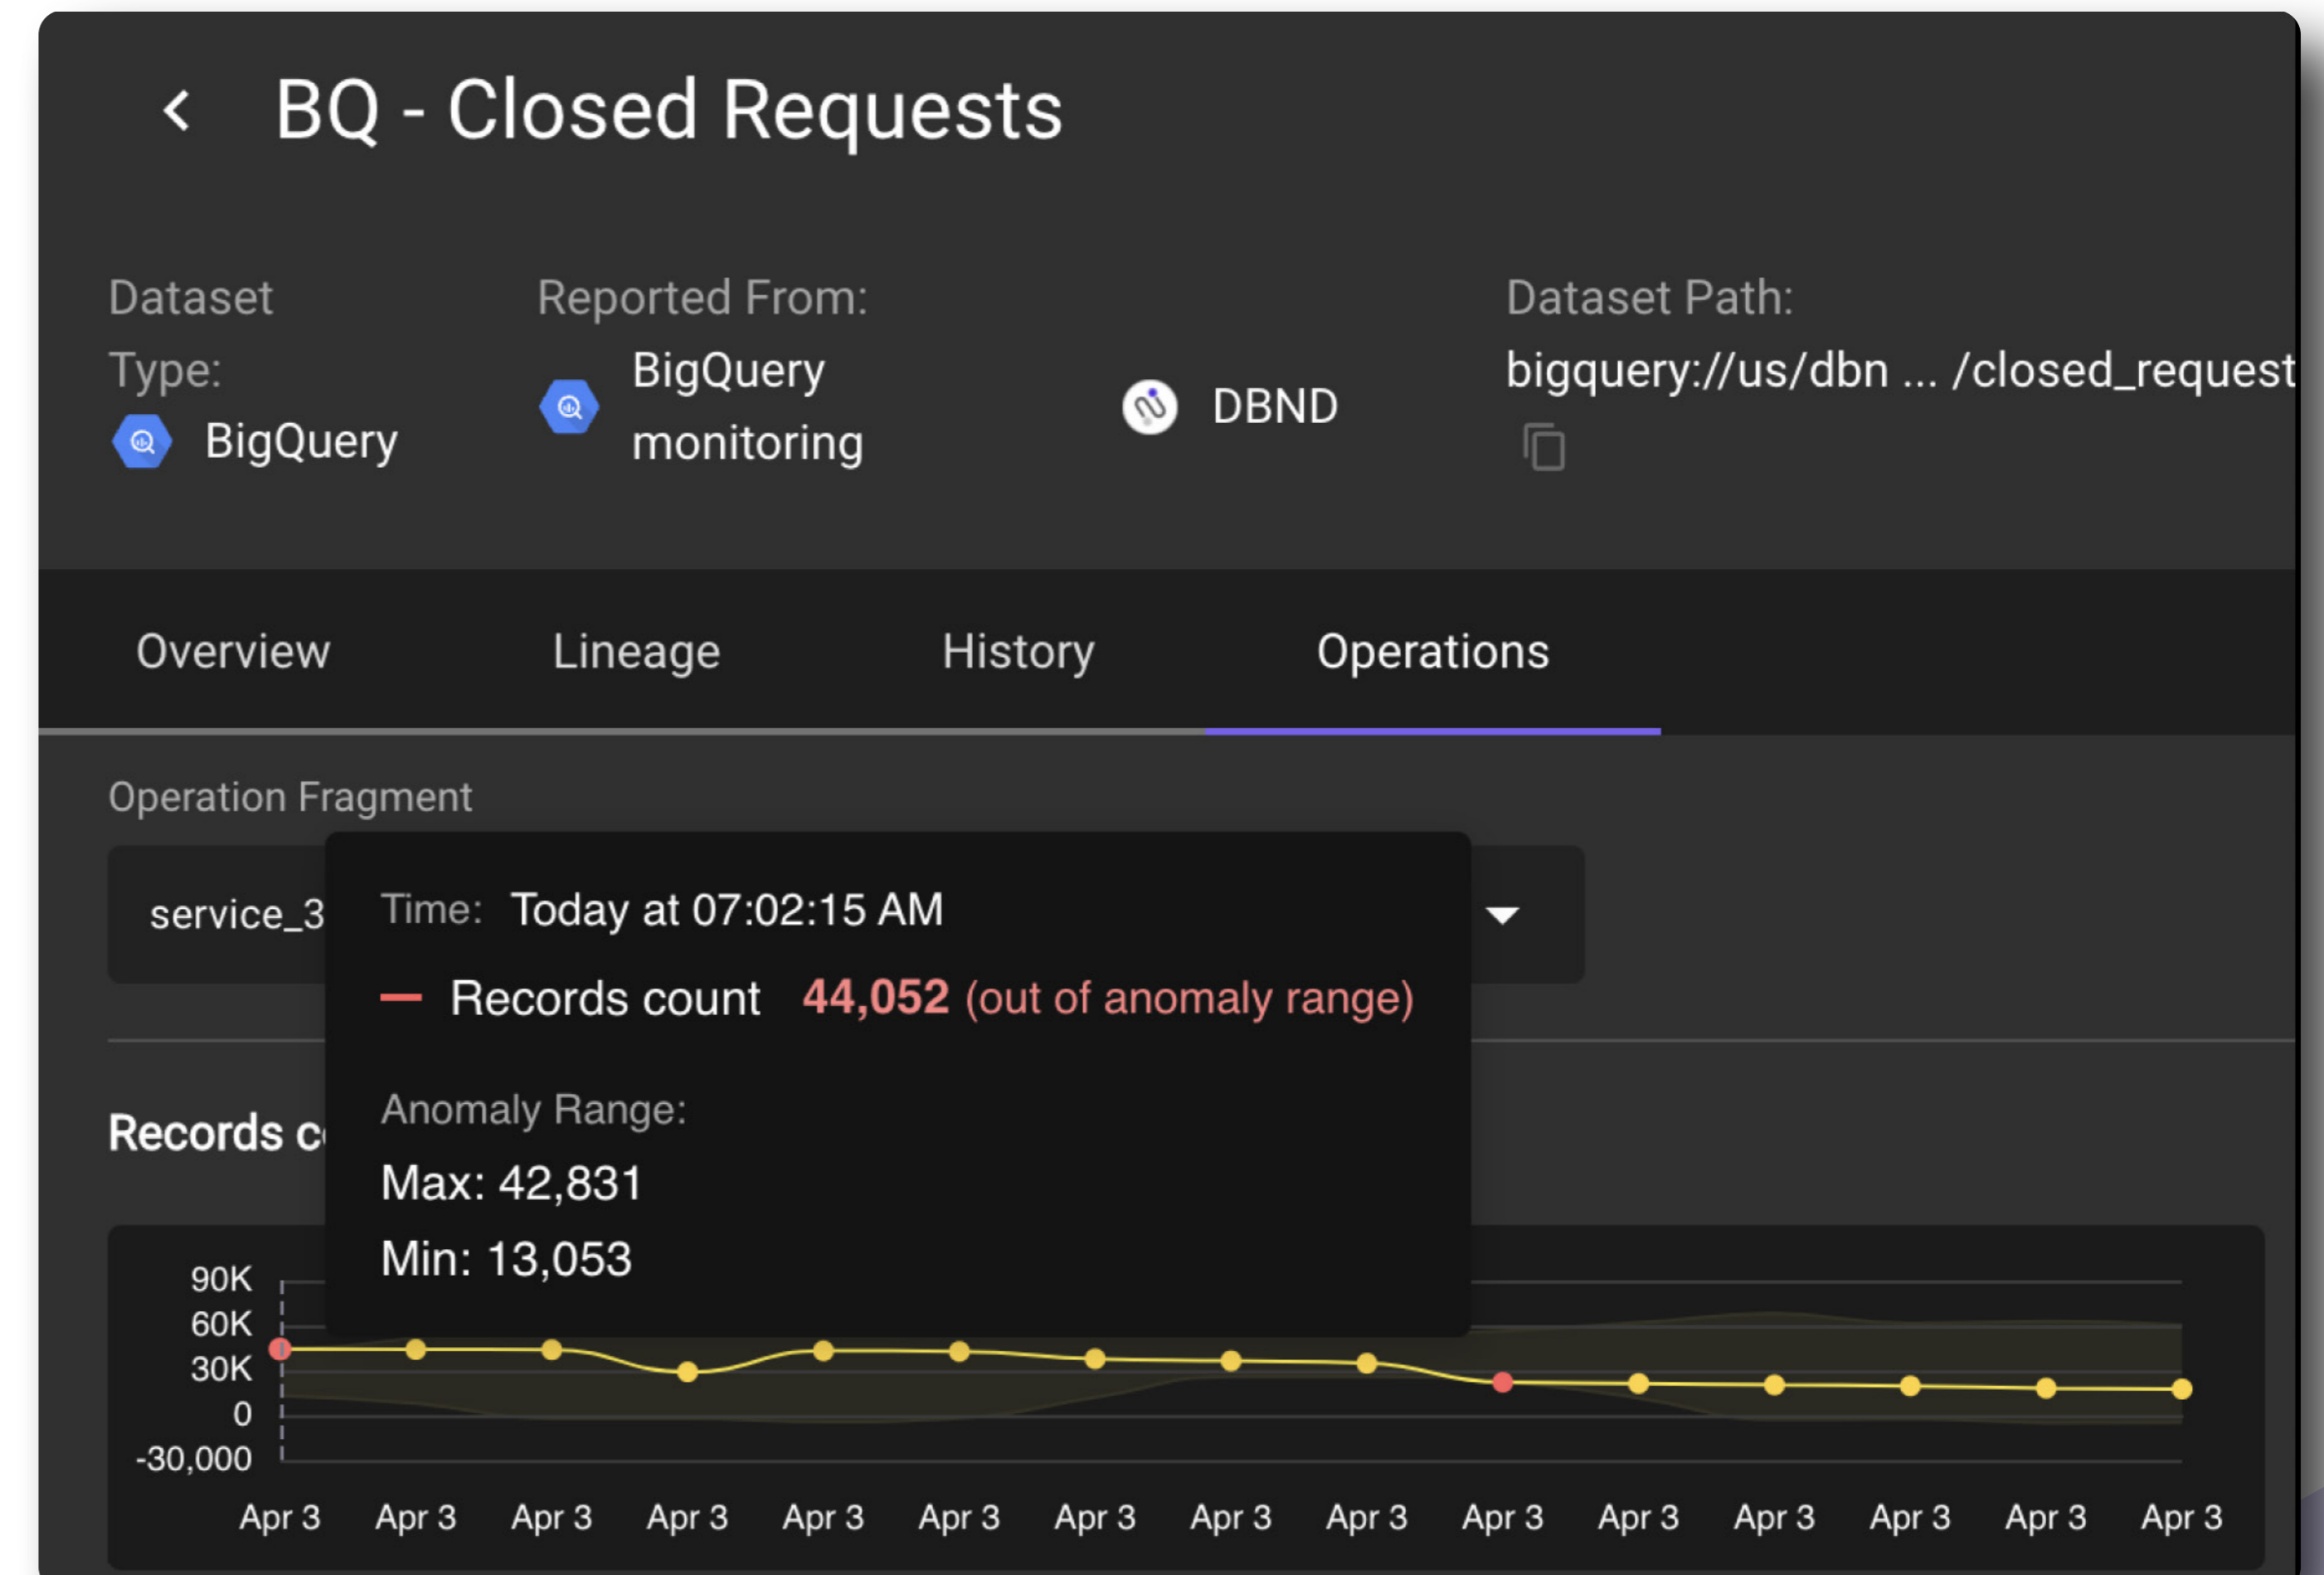 BQ - Closed Requests
Dataset
Type:
BigQuery
Reported From:
BigQuery
monitoring
DBND
Dataset Path:
bigquery://us/dbn ... /closed_request
Overview
Lineage
History
Operations
Operation Fragment
service_3
Time: Today at 07:02:15 AM
Records count 44,052 (out of anomaly range)
Anomaly Range:
Max: 42,831
Min: 13,053
Records c
90K
60K
30K
0
-30,000
Apr 3 Apr 3 Apr 3 Apr 3 Apr 3 Apr 3 Apr 3 Apr 3 Apr 3 Apr 3 Apr 3 Apr 3 Apr 3 Apr 3 Apr 3